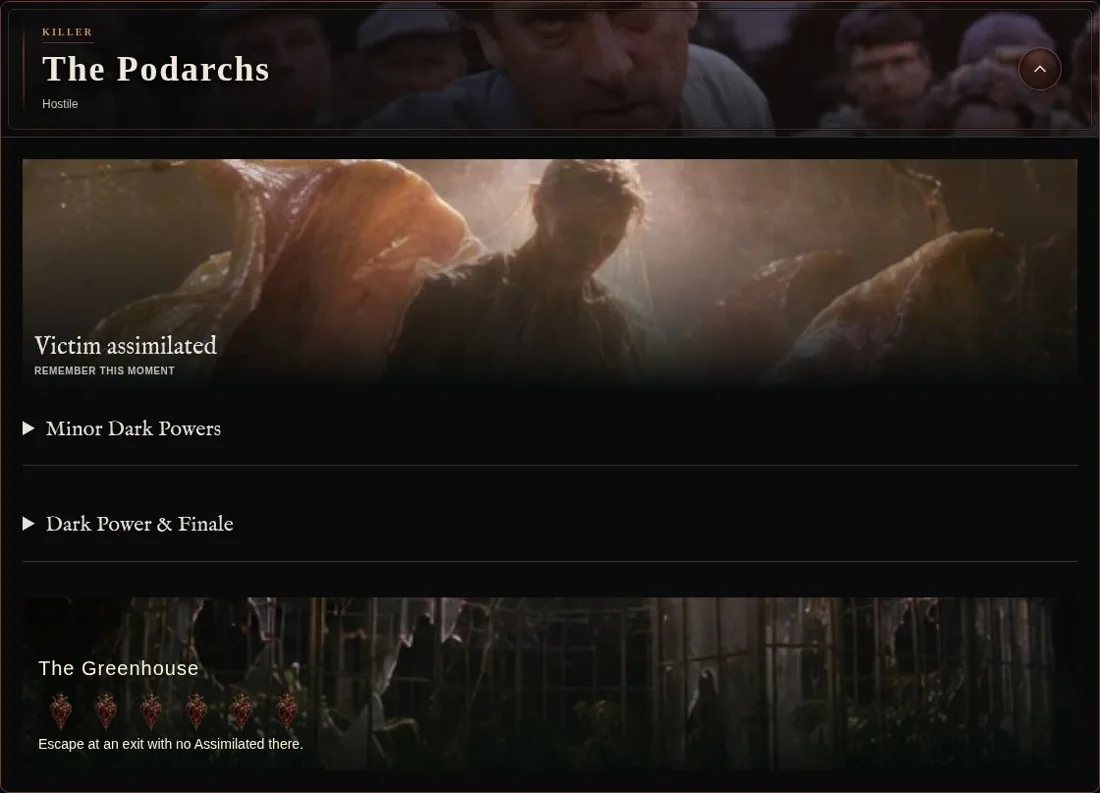 KILLER
The Podarchs
Hostile
Victim assimilated
REMEMBER THIS MOMENT
Minor Dark Powers
Dark Power & Finale
The Greenhouse
Escape at an exit with no Assimilated there.